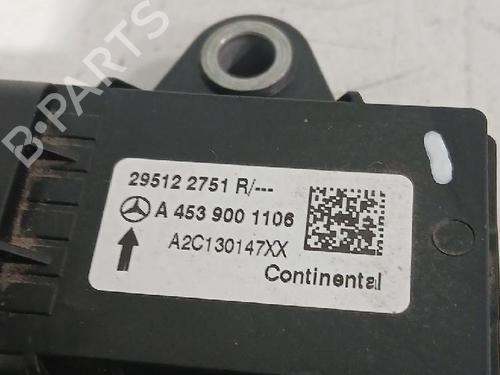 B-PARTS
29512 2751 R/---
A 453 900 1106
A2C130147XX
Continental